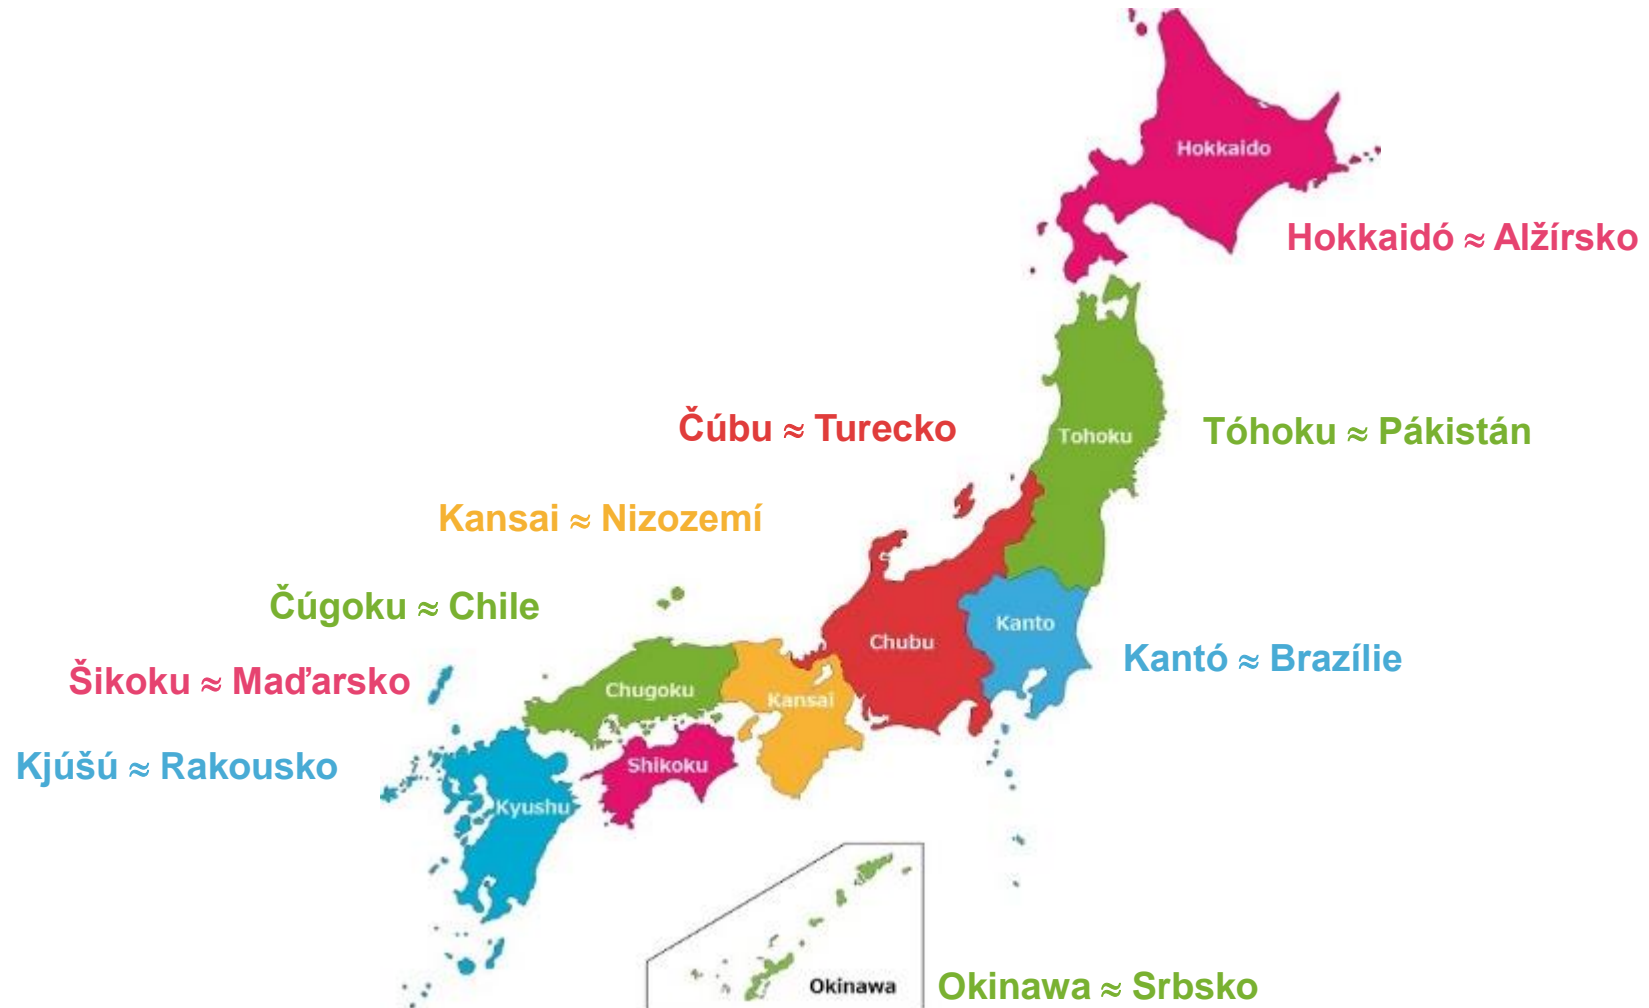 Hokkaido
Hokkaidó ≈ Alžírsko
Čúbu ≈ Turecko
Tohoku
Tóhoku ≈ Pákistán
Kansai ≈ Nizozemí
Čúgoku ≈ Chile
Kanto
Chubu
Kantó ≈ Brazílie
Šikoku ≈ Maďarsko
Chugoku
Kansai
Kjúšú ≈ Rakousko
Shikoku
Kyushu
Okinawa
Okinawa ≈ Srbsko